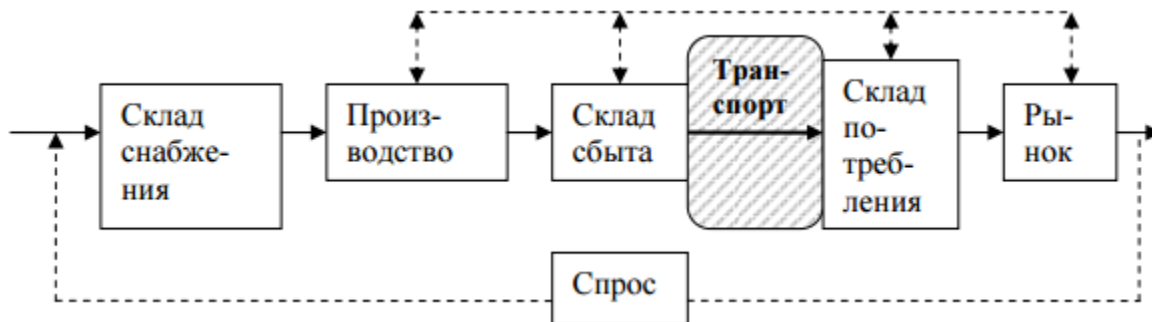 Склад
снабже-
ния
Произ-
водство
Склад
сбыта
Тран-
спорт
Склад
по-
треб-
ления
Ры-
нок
Спрос